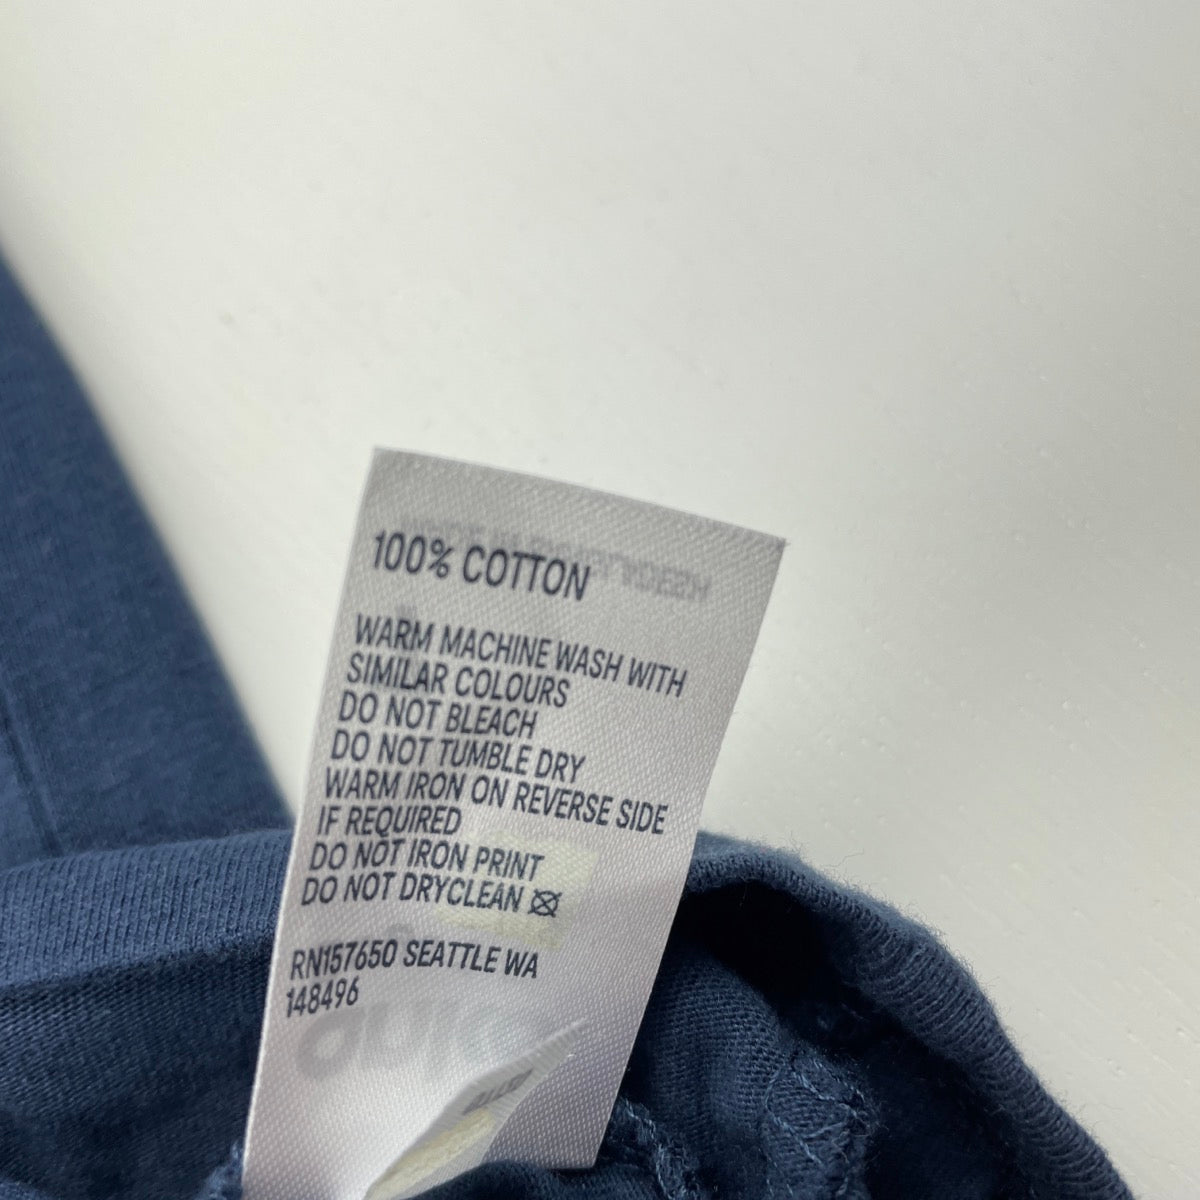 100% COTTON
WARM MACHINE WASH WITH
SIMILAR COLOURS
DO NOT BLEACH
DO NOT TUMBLE DRY
WARM IRON ON REVERSE SIDE
IF REQUIRED
DO NOT IRON PRINT
DO NOT DRYCLEAN
RN157650 SEATTLE WA
148496